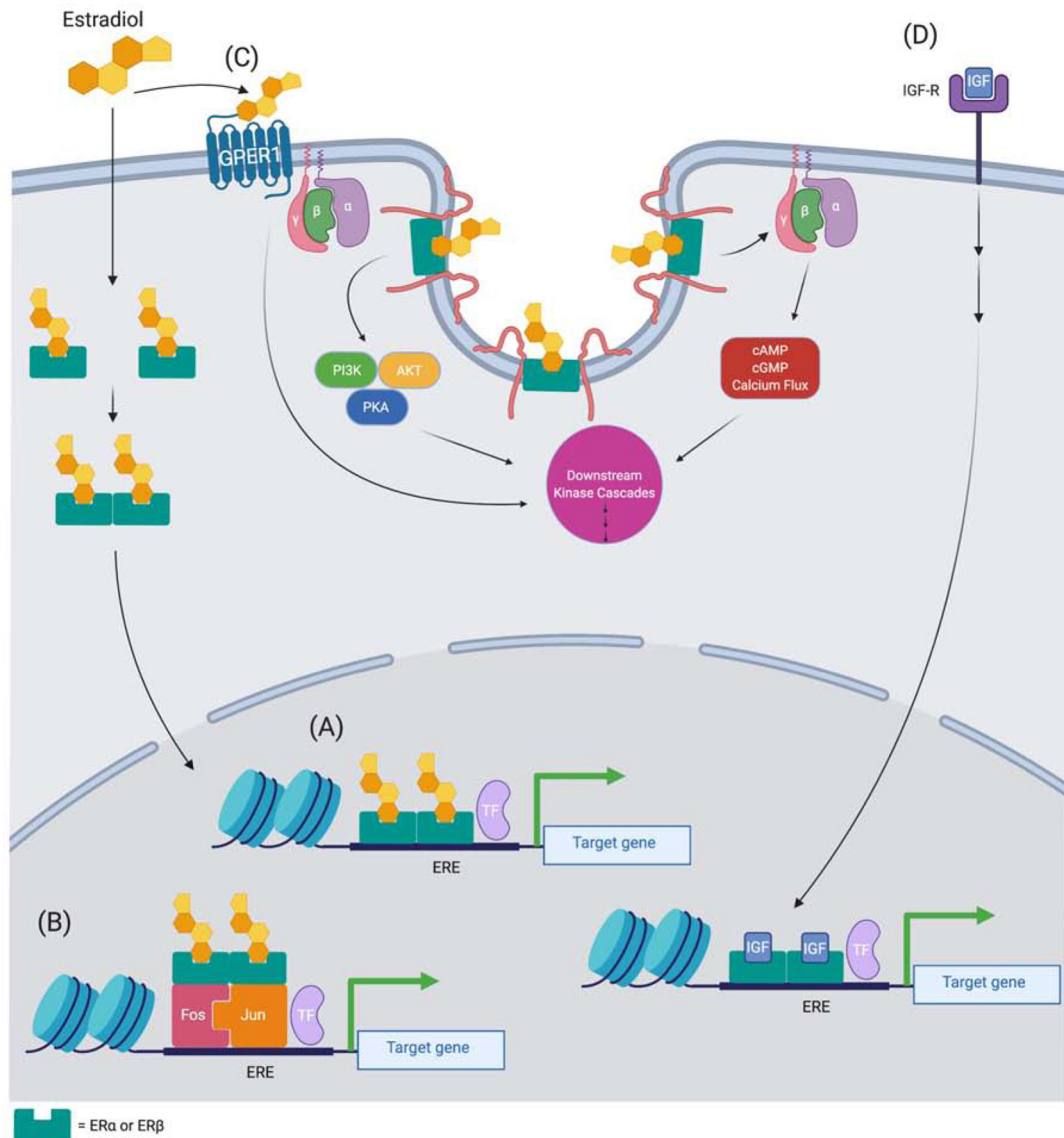 Estradiol
(C)
(D)
IGF
IGF-R
GPER1
γ
β
α
β
α
γ
PI3K
AKT
PKA
cAMP
cGMP
Calcium Flux
Downstream
Kinase Cascades
(A)
TF
Target gene
ERE
(B)
Fos
Jun
TF
Target gene
ERE
IGF
IGF
TF
Target gene
ERE
= ERα or ERβ